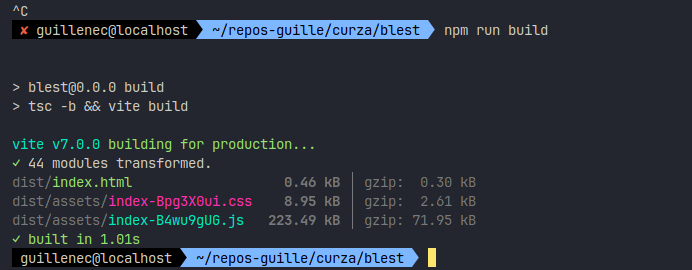 ^C
✘ guillenec@localhost ~/repos-guille/curza/blest npm run build
> blest@0.0.0 build
> tsc -b && vite build
vite v7.0.0 building for production...
✓ 44 modules transformed.
dist/index.html 0.46 kB │ gzip: 0.30 kB
dist/assets/index-Bpg3X0ui.css 8.95 kB │ gzip: 2.61 kB
dist/assets/index-B4wu9gUG.js 223.49 kB │ gzip: 71.95 kB
✓ built in 1.01s
guillenec@localhost ~/repos-guille/curza/blest